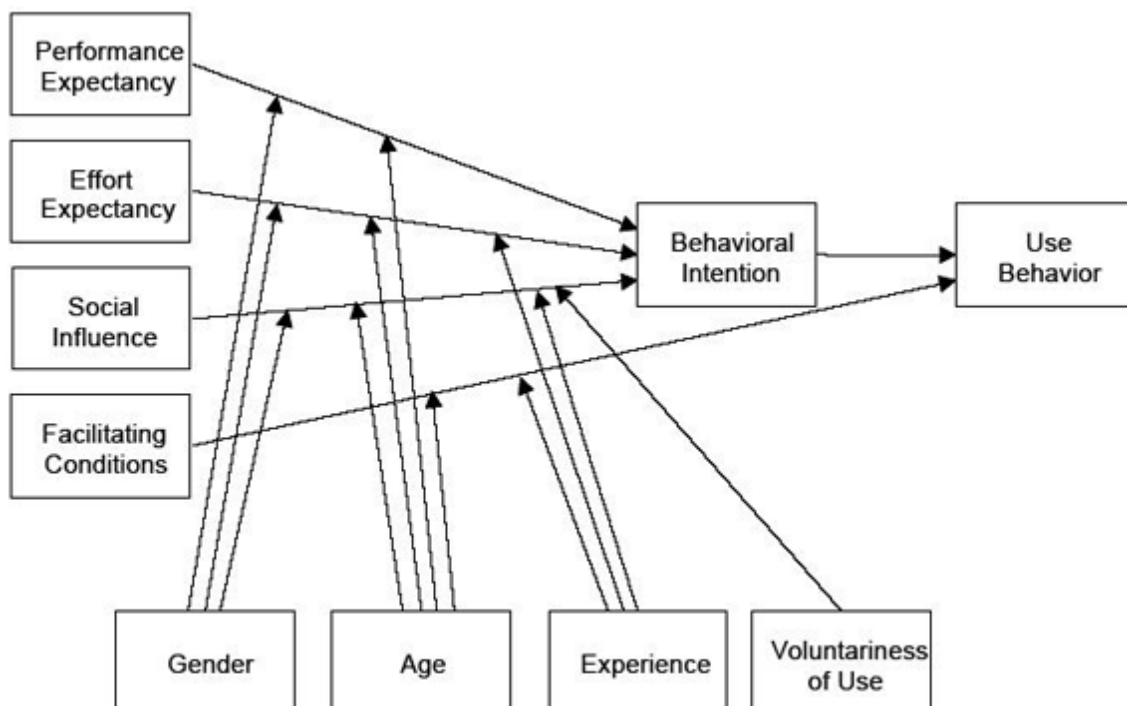 Performance
Expectancy
Effort
Expectancy
Social
Influence
Facilitating
Conditions
Behavioral
Intention
Use
Behavior
Gender
Age
Experience
Voluntariness
of Use